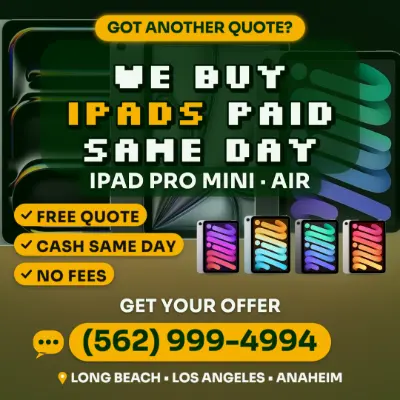 GOT ANOTHER QUOTE?
WE BUY
IPADS PAID
SAME DAY
IPAD PRO MINI · AIR
FREE QUOTE
CASH SAME DAY
NO FEES
GET YOUR OFFER
(562) 999-4994
LONG BEACH • LOS ANGELES • ANAHEIM